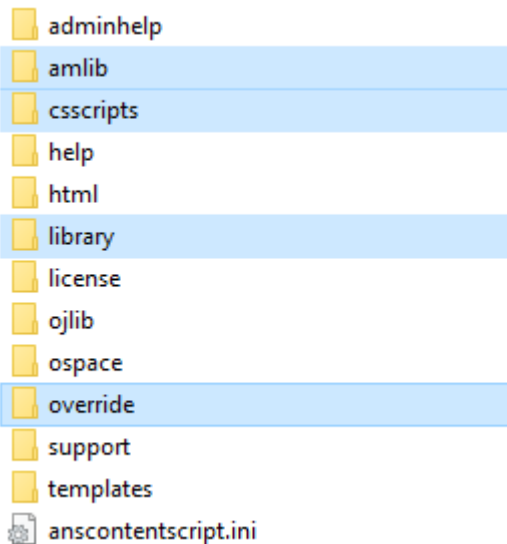 adminhelp
amlib
csscripts
help
html
library
license
ojlib
ospace
override
support
templates
anscontentscript.ini